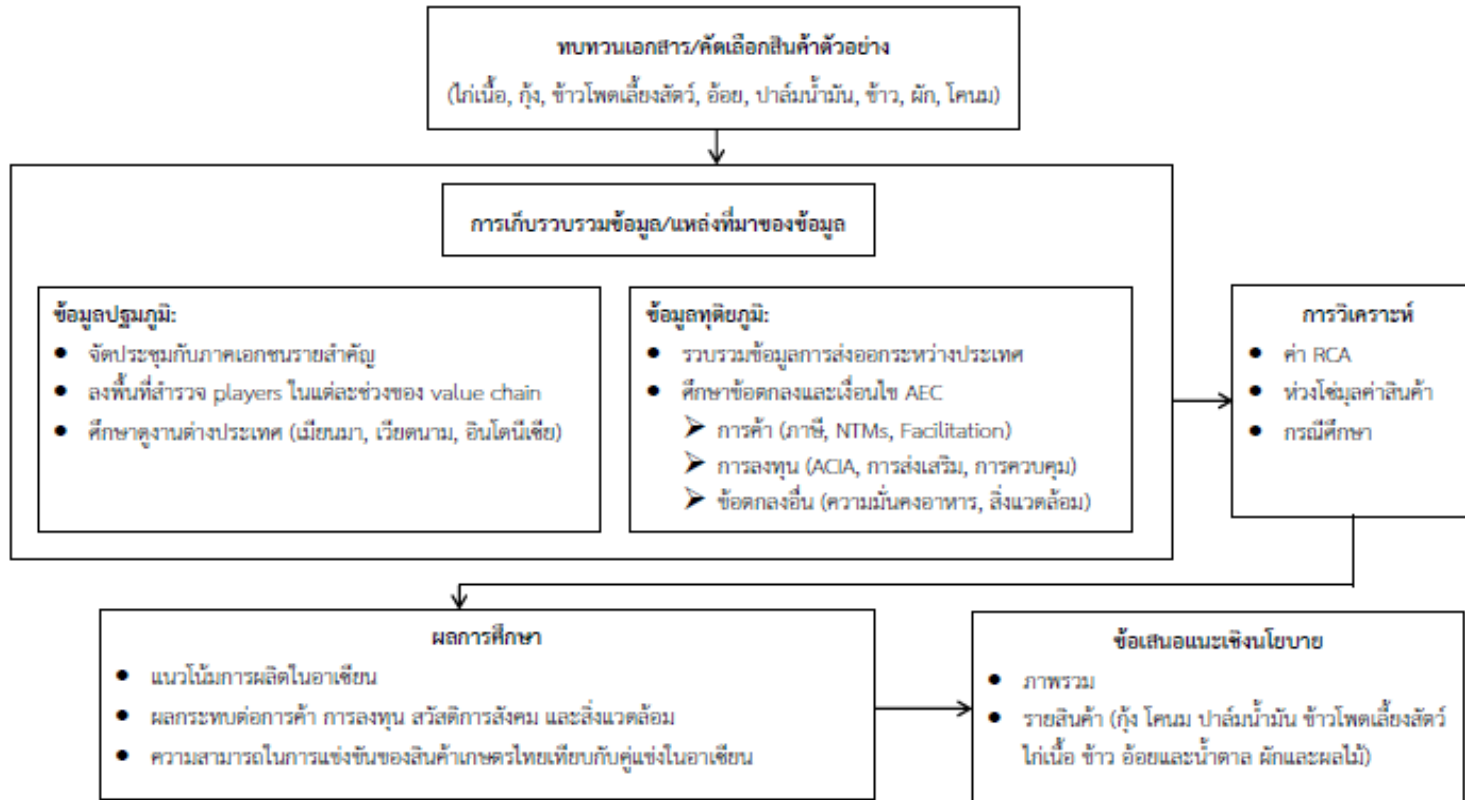 ทบทวนเอกสาร/คัดเลือกสินค้าตัวอย่าง
(ไก่เนื้อ, กุ้ง, ข้าวโพดเลี้ยงสัตว์, อ้อย, ปาล์มน้ำมัน, ข้าว, ผัก, โคนม)
การเก็บรวบรวมข้อมูล/แหล่งที่มาของข้อมูล
ข้อมูลปฐมภูมิ:
● จัดประชุมกับภาคเอกชนรายสำคัญ
● ลงพื้นที่สำรวจ players ในแต่ละช่วงของ value chain
● ศึกษาดูงานต่างประเทศ (เมียนมา, เวียดนาม, อินโดนีเซีย)
ข้อมูลทุติยภูมิ:
● รวบรวมข้อมูลการส่งออกระหว่างประเทศ
● ศึกษาข้อตกลงและเงื่อนไข AEC
➤ การค้า (ภาษี, NTMs, Facilitation)
➤ การลงทุน (ACIA, การส่งเสริม, การควบคุม)
➤ ข้อตกลงอื่น (ความมั่นคงอาหาร, สิ่งแวดล้อม)
การวิเคราะห์
● ค่า RCA
● ห่วงโซ่มูลค่าสินค้า
● กรณีศึกษา
ผลการศึกษา
● แนวโน้มการผลิตในอาเซียน
● ผลกระทบต่อการค้า การลงทุน สวัสดิการสังคม และสิ่งแวดล้อม
● ความสามารถในการแข่งขันของสินค้าเกษตรไทยเทียบกับคู่แข่งในอาเซียน
ข้อเสนอแนะเชิงนโยบาย
● ภาพรวม
● รายสินค้า (กุ้ง โคนม ปาล์มน้ำมัน ข้าวโพดเลี้ยงสัตว์
ไก่เนื้อ ข้าว อ้อยและน้ำตาล ผักและผลไม้)